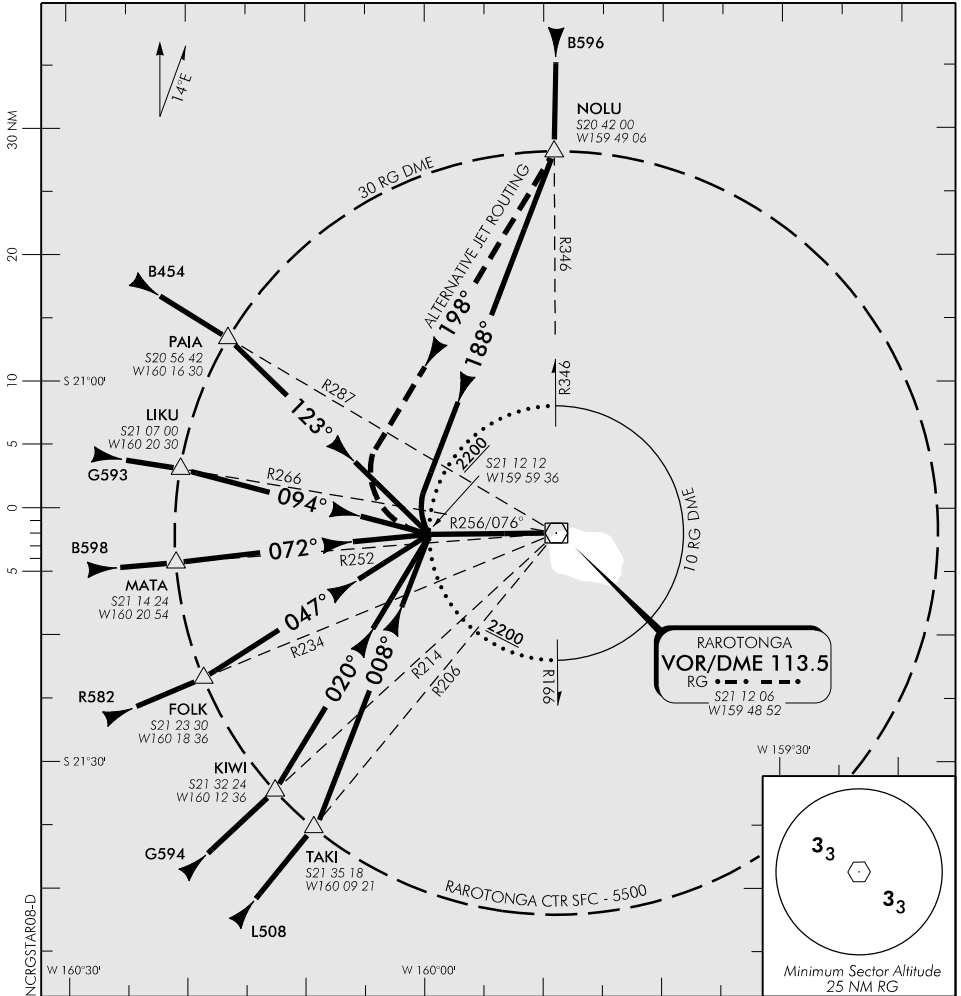 B596
14°E
NOLU
S20 42 00
W159 49 06
30 NM
30 RG DME
ALTERNATIVE JET ROUTING
R346
20
B454
198°
188°
PAIA
S20 56 42
W160 16 30
10
S 21°00'
R346
R287
LIKU
S21 07 00
W160 20 30
123°
5
2200
S21 12 12
W159 59 36
G593
R266
094°
10 RG DME
0
R256/076°
B598
072°
R252
5
MATA
S21 14 24
W160 20 54
047°
2200
R234
RAROTONGA
VOR/DME 113.5
RG
S21 12 06
W159 48 52
020°
008°
R214
R206
R166
R582
FOLK
S21 23 30
W160 18 36
W 159°30'
S 21°30'
KIWI
S21 32 24
W160 12 36
G594
TAKI
S21 35 18
W160 09 21
33
33
RAROTONGA CTR SFC - 5500
L508
NCRGSTAR08-D
W 160°30'
W 160°00'
Minimum Sector Altitude
25 NM RG